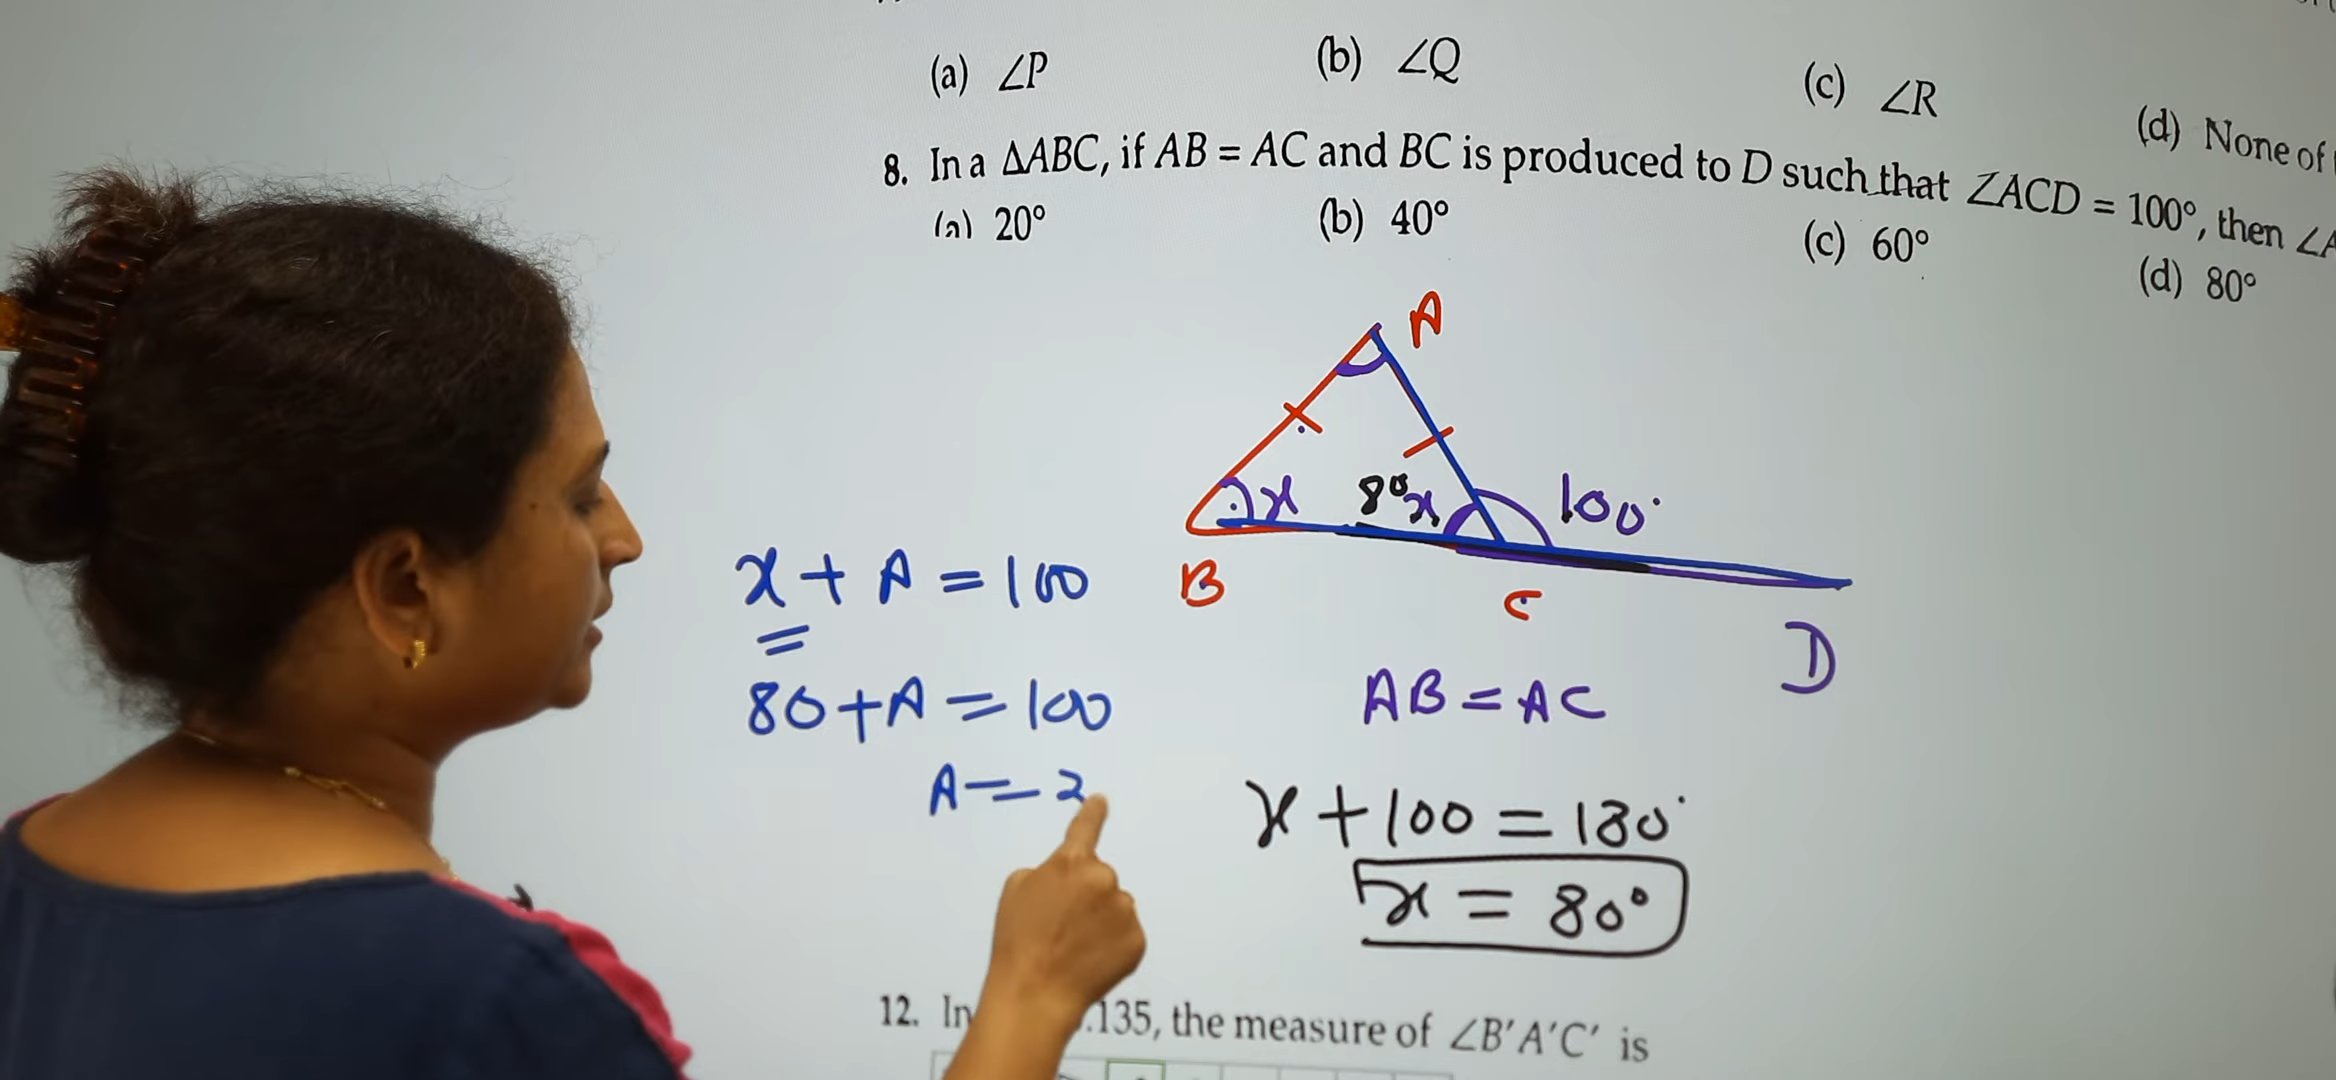 (a) ∠P (b) ∠Q (c) ∠R (d) None of
8. In a ΔABC, if AB = AC and BC is produced to D such that ∠ACD = 100°, then ∠A
(a) 20° (b) 40° (c) 60° (d) 80°
A
x 80 x 100°
B C D
x + A = 100
=
80 + A = 100
A = 2
AB = AC
x + 100 = 180°
x = 80°
12. In .135, the measure of ∠B'A'C' is